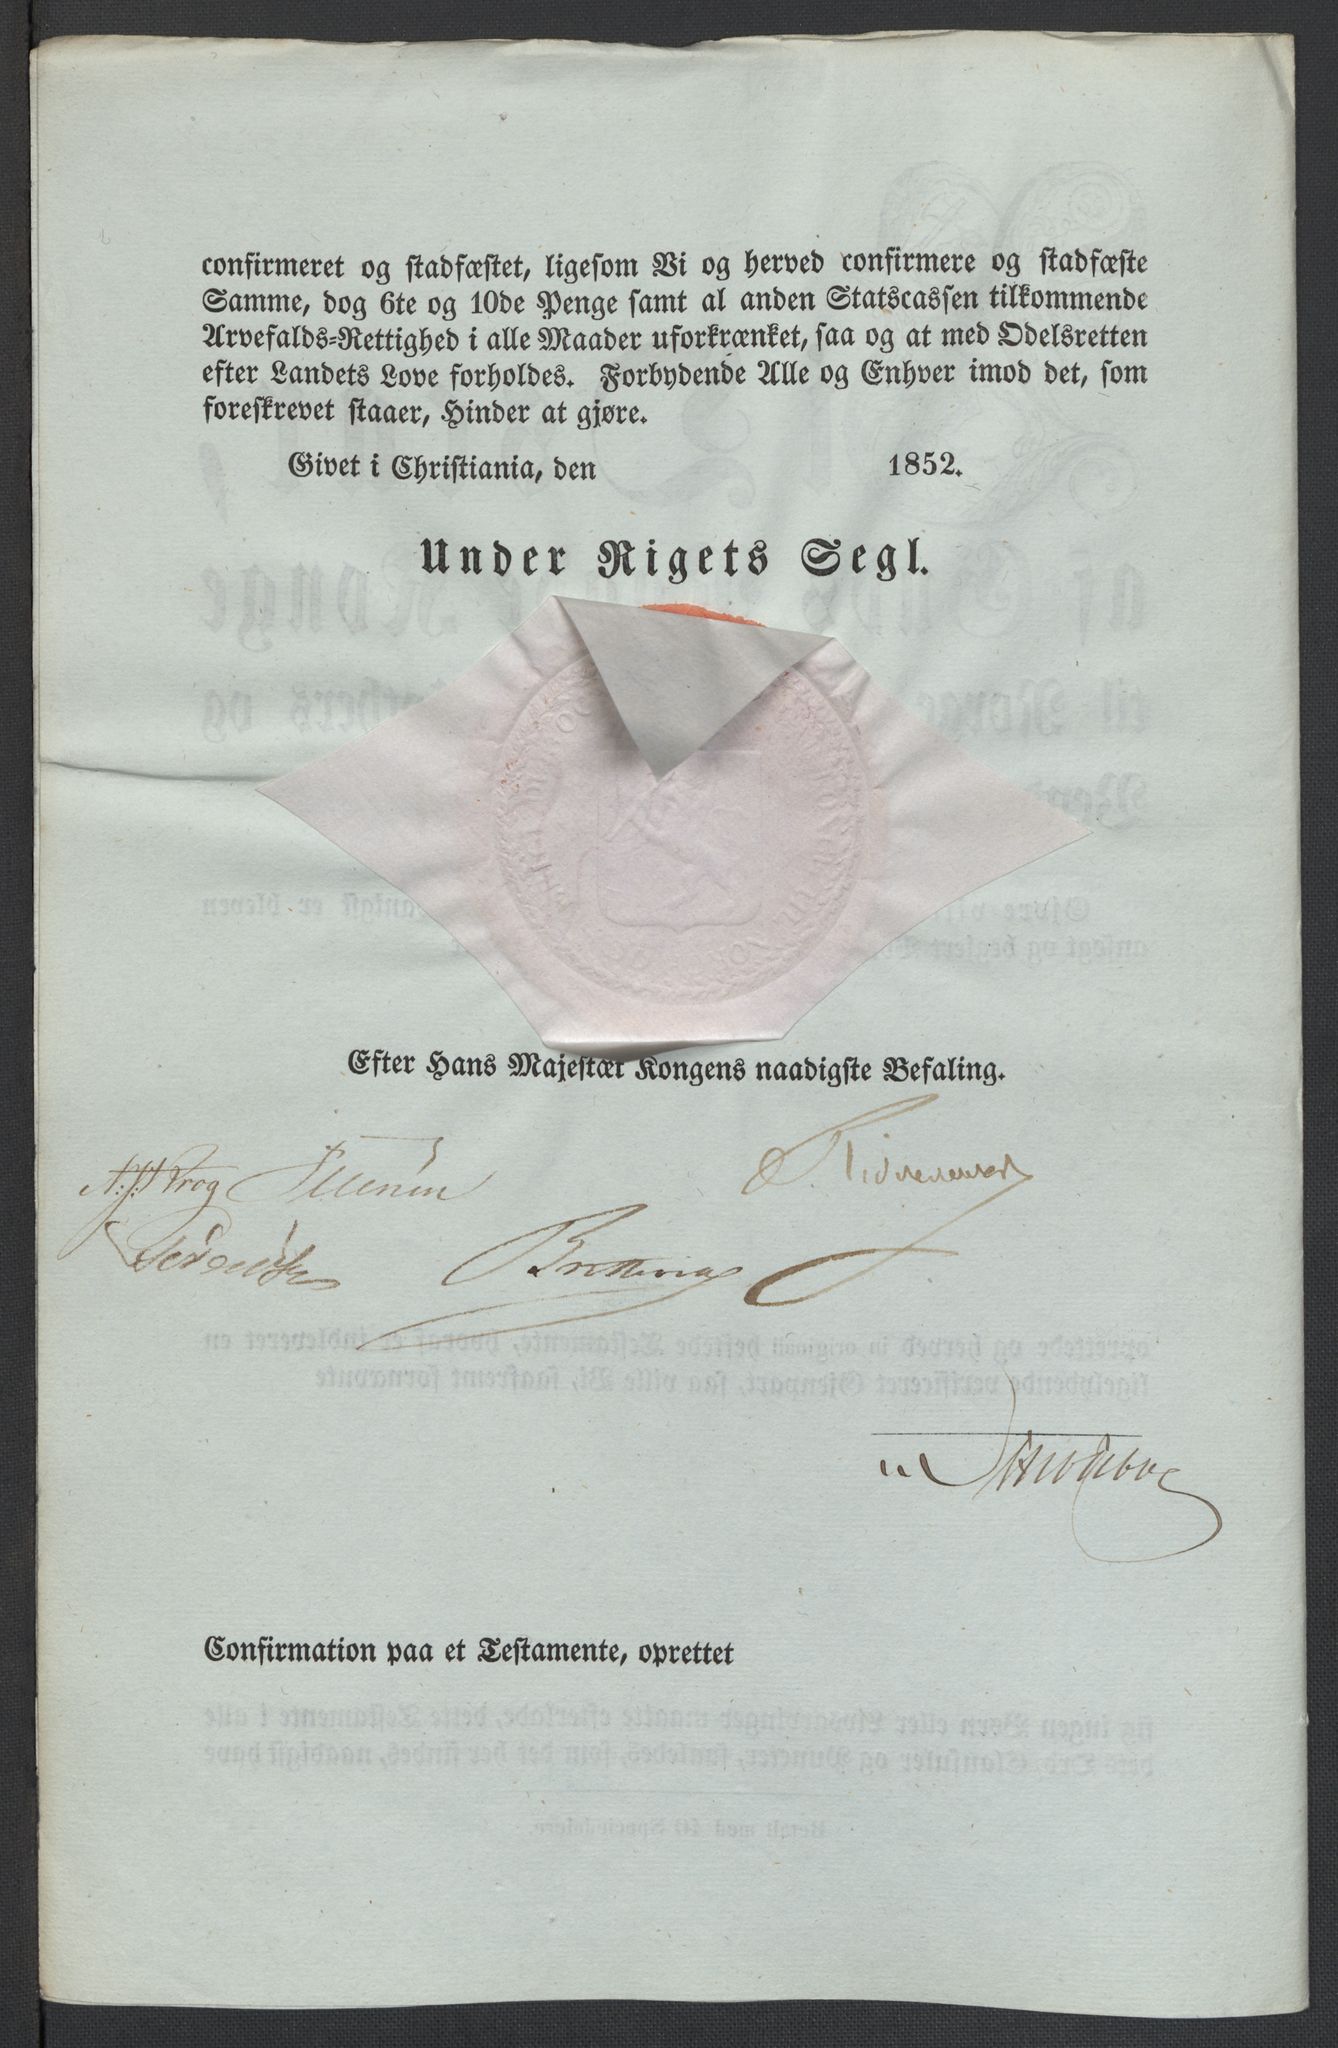 confirmeret og stadfæstet, ligesom Vi og herved confirmere og stadfæste
Samme, dog 6te og 10de Penge samt al anden Statscassen tilkommende
Arvefalds-Rettighed i alle Maader uforkrænket, saa og at med Odelsretten
efter Landets Love forholdes. Forbydende Alle og Enhver imod det, som
foreskrevet staaer, Hinder at gjøre.
Givet i Christiania, den 1852.
Under Rigets Segl.
Efter Hans Majestæt Kongens naadigste Befaling.
J. H. Vrog
Confirmation paa et Testamente, oprettet